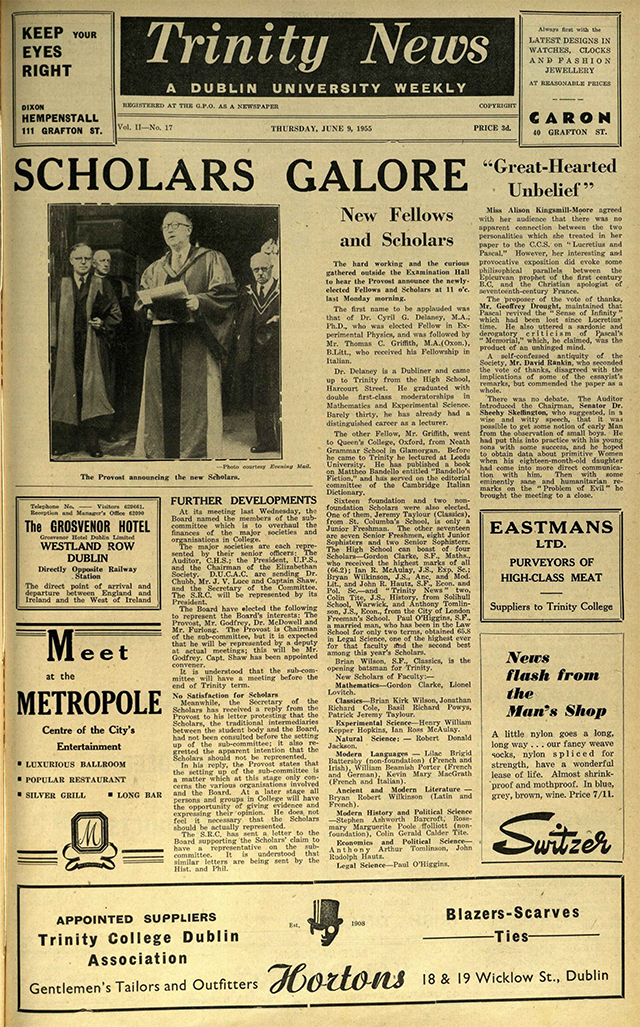 KEEP YOUR
EYES
RIGHT
DIXON
HEMPENSTALL
111 GRAFTON ST.
Trinity News
A DUBLIN UNIVERSITY WEEKLY
REGISTERED AT THE G.P.O. AS A NEWSPAPER COPYRIGHT
Vol. II—No. 17 THURSDAY, JUNE 9, 1955 PRICE 3d.
Always first with the
LATEST DESIGNS IN
WATCHES, CLOCKS
AND FASHION
JEWELLERY
AT REASONABLE PRICES
CARON
40 GRAFTON ST.
SCHOLARS GALORE
—Photo courtesy Evening Mail.
The Provost announcing the new Scholars.
Telephone No. — Visitors 620661.
Reception and Manager's Office 62090
The GROSVENOR HOTEL
Grosvenor Hotel Dublin Limited
WESTLAND ROW
DUBLIN
Directly Opposite Railway
Station
The direct point of arrival and
departure between England and
Ireland and the West of Ireland
Meet
at the
METROPOLE
Centre of the City's
Entertainment
▪ LUXURIOUS BALLROOM
▪ POPULAR RESTAURANT
▪ SILVER GRILL ▪ LONG BAR
M
FURTHER DEVELOPMENTS
At its meeting last Wednesday, the
Board named the members of the sub-
committee which is to overhaul the
finances of the major societies and
organisations in College.
The major societies are each repre-
sented by their senior officers; The
Auditor, C.H.S.; the President, U.P.S.,
and the Chairman of the Elizabethan
Society. D.U.C.A.C. are sending Dr.
Chubb, Mr. J. V. Luce and Captain Shaw,
and the Secretary of the Committee.
The S.R.C. will be represented by its
President.
The Board have elected the following
to represent the Board's interests: The
Provost, Mr. Godfrey, Dr. McDowell and
Mr. Furlong. The Provost is Chairman
of the sub-committee, but it is expected
that he will be represented by a deputy
at actual meetings; this will be Mr.
Godfrey. Capt. Shaw has been appointed
convener.
It is understood that the sub-com-
mittee will have a meeting before the
end of Trinity term.
No Satisfaction for Scholars
Meanwhile, the Secretary of the
Scholars has received a reply from the
Provost to his letter protesting that the
Scholars, the traditional intermediaries
between the student body and the Board,
had not been consulted before the setting
up of the sub-committee; it also re-
gretted the apparent intention that the
Scholars should not be represented.
In his reply, the Provost states that
the setting up of the sub-committee is
a matter which at this stage only con-
cerns the various organisations involved
and the Board. At a later stage all
persons and groups in College will have
the opportunity of giving evidence and
expressing their opinion. He does not
feel it necessary that the Scholars
should be actually represented.
The S.R.C. has sent a letter to the
Board supporting the Scholars' claim to
have a representative on the sub-
committee. It is understood that
similar letters are being sent by the
Hist. and Phil.
New Fellows
and Scholars
The hard working and the curious
gathered outside the Examination Hall
to hear the Provost announce the newly-
elected Fellows and Scholars at 11 o'c.
last Monday morning.
The first name to be applauded was
that of Dr. Cyril G. Delaney, M.A.,
Ph.D., who was elected Fellow in Ex-
perimental Physics, and was followed by
Mr. Thomas C. Griffith, M.A.(Oxon.),
B.Litt., who received his Fellowship in
Italian.
Dr. Delaney is a Dubliner and came
up to Trinity from the High School,
Harcourt Street. He graduated with
double first-class moderatorships in
Mathematics and Experimental Science.
Barely thirty, he has already had a
distinguished career as a lecturer.
The other Fellow, Mr. Griffith, went
to Queen's College, Oxford, from Neath
Grammar School in Glamorgan. Before
he came to Trinity he lectured at Leeds
University. He has published a book
on Mattheo Bandello entitled "Bandello's
Fiction," and has served on the editorial
committee of the Cambridge Italian
Dictionary.
Sixteen foundation and two non-
foundation Scholars were also elected.
One of them, Jeremy Taylour (Classics),
from St. Columba's School, is only a
Junior Freshman. The other seventeen
are seven Senior Freshmen, eight Junior
Sophisters and two Senior Sophisters.
The High School can boast of four
Scholars—Gordon Clarke, S.F., Maths.,
who received the highest marks of all
(66.2); Ian R. McAulay, J.S., Exp. Sc.;
Bryan Wilkinson, J.S., Anc. and Mod.
Lit., and John R. Hautz, S.F., Econ. and
Pol. Sc.—and "Trinity News" two,
Colin Tite, J.S., History, from Solihull
School, Warwick, and Anthony Tomlin-
son, J.S., Econ., from the City of London
Freeman's School. Paul O'Higgins, S.F.,
a married man, who has been in the Law
School for only two terms, obtained 65.8
in Legal Science, one of the highest ever
for that faculty and the second best
among this year's Scholars.
Brian Wilson, S.F., Classics, is the
opening batsman for Trinity.
New Scholars of Faculty:—
Mathematics—Gordon Clarke, Lionel
Lovitch.
Classics—Brian Kirk Wilson, Jonathan
Richard Cole, Basil Richard Powys,
Patrick Jeremy Taylour.
Experimental Science—Henry William
Kepper Hopkins, Ian Ross McAulay.
Natural Science:— Robert Donald
Jackson.
Modern Languages — Lilac Brigid
Battersby (non-foundation) (French and
Irish), William Beamish Porter (French
and German), Kevin Mary MacGrath
(French and Italian).
Ancient and Modern Literature —
Bryan Robert Wilkinson (Latin and
French).
Modern History and Political Science
—Stephen Ashworth Barcroft, Rose-
mary Marguerite Poole ffolliott (non-
foundation), Colin Gerald Calder Tite.
Economics and Political Science—
Anthony Arthur Tomlinson, John
Rudolph Hautz.
Legal Science—Paul O'Higgins.
"Great-Hearted
Unbelief"
Miss Alison Kingsmill-Moore agreed
with her audience that there was no
apparent connection between the two
personalities which she treated in her
paper to the C.C.S. on "Lucretius and
Pascal." However, her interesting and
provocative exposition did evoke some
philsophical parallels between the
Epicurean prophet of the first century
B.C, and the Christian apologist of
seventeenth-century France.
The proposer of the vote of thanks,
Mr. Geoffrey Drought, maintained that
Pascal revived the "Sense of Infinity"
which had been lost since Lucretius'
time. He also uttered a sardonic and
derogatory criticism of Pascal's
"Memorial," which, he claimed, was the
product of an unhinged mind.
A self-confessed antiquity of the
Society, Mr. David Rankin, who seconded
the vote of thanks, disagreed with the
implications of some of the essayist's
remarks, but commended the paper as a
whole.
There was no debate. The Auditor
introduced the Chairman, Senator Dr.
Sheehy Skeffington, who suggested, in a
wise and witty speech, that it was
possible to get some notion of early Man
from the observation of small boys. He
had put this into practice with his young
sons with some success, and he hoped
to obtain data about primitive Women
when his eighteen-month-old daughter
had come into more direct communica-
tion with him. Then with some
eminently sane and humanitarian re-
marks on the "Problem of Evil" he
brought the meeting to a close.
EASTMANS
LTD.
PURVEYORS OF
HIGH-CLASS MEAT
Suppliers to Trinity College
News
flash from
the
Man's Shop
A little nylon goes a long,
long way . . . our fancy weave
socks, nylon spliced for
strength, have a wonderful
lease of life. Almost shrink-
proof and mothproof. In blue,
grey, brown, wine. Price 7/11.
Switzer
APPOINTED SUPPLIERS
Trinity College Dublin
Association
Gentlemen's Tailors and Outfitters
Est. 1908
Hortons
Blazers-Scarves
Ties
18 & 19 Wicklow St., Dublin